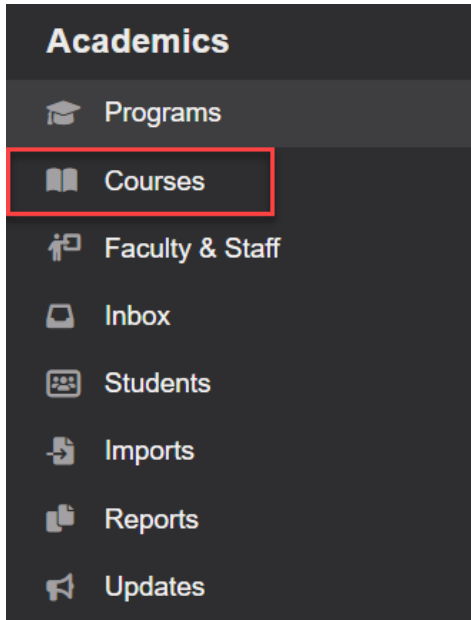 Academics
Programs
Courses
Faculty & Staff
Inbox
Students
Imports
Reports
Updates